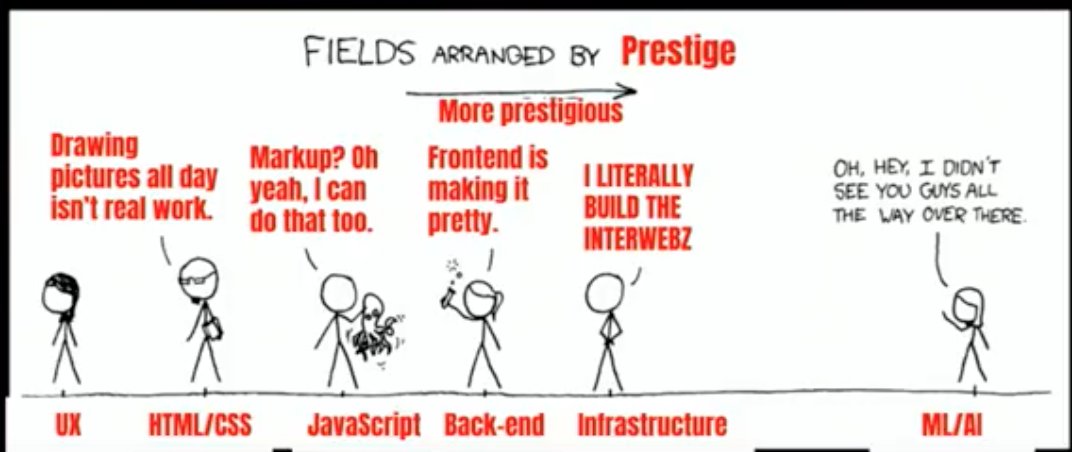 FIELDS ARRANGED BY Prestige
More prestigious
Drawing
pictures all day
isn't real work.
Markup? Oh
yeah, I can
do that too.
Frontend is
making it
pretty.
I LITERALLY
BUILD THE
INTERWEBZ
OH, HEY, I DIDN'T
SEE YOU GUYS ALL
THE WAY OVER THERE.
UX
HTML/CSS
JavaScript
Back-end
Infrastructure
ML/AI